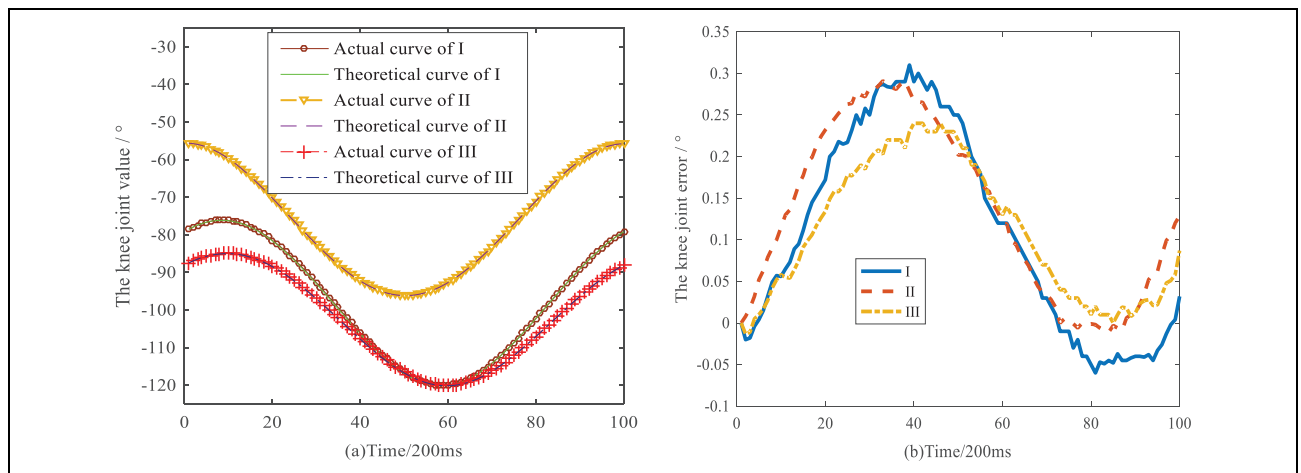 The knee joint value / °
-30
-40
-50
-60
-70
-80
-90
-100
-110
-120
0
20
40
60
80
100
Actual curve of I
Theoretical curve of I
Actual curve of II
Theoretical curve of II
Actual curve of III
Theoretical curve of III
(a)Time/200ms
The knee joint error / °
0.35
0.3
0.25
0.2
0.15
0.1
0.05
0
-0.05
-0.1
0
20
40
60
80
100
I
II
III
(b)Time/200ms